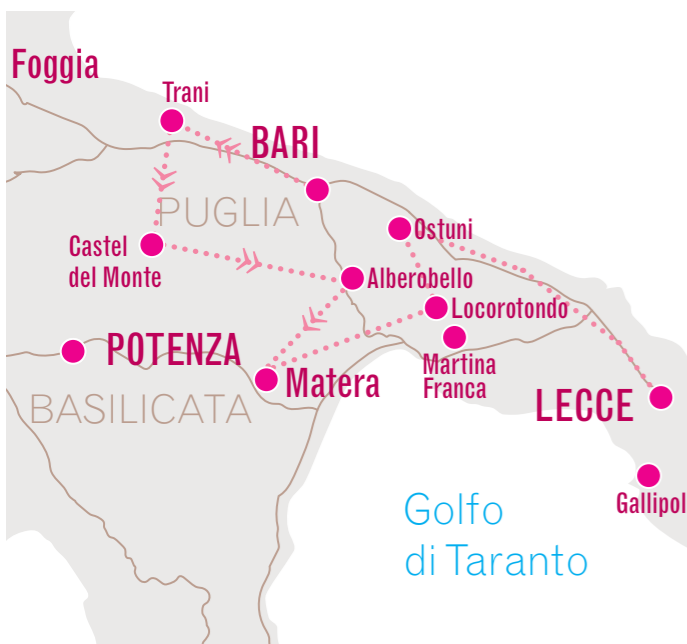 Foggia
Trani
BARI
PUGLIA
Ostuni
Castel
del Monte
Alberobello
Locorotondo
POTENZA
Martina
Franca
Matera
BASILICATA
LECCE
Gallipol
Golfo
di Taranto